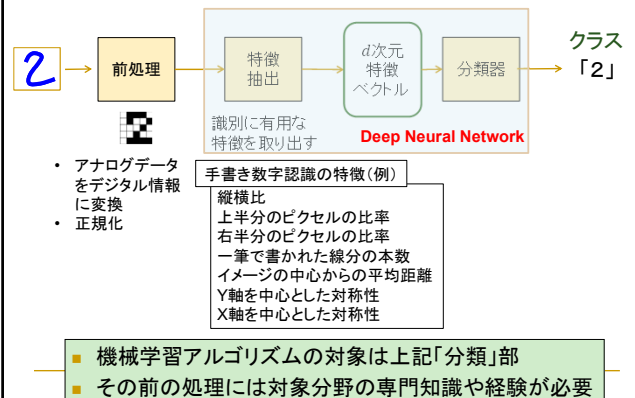 2
前処理
特徴
抽出
d次元
特徴
ベクトル
分類器
クラス
「2」
識別に有用な
特徴を取り出す
Deep Neural Network
• アナログデータ
をデジタル情報
に変換
• 正規化
手書き数字認識の特徴(例)
縦横比
上半分のピクセルの比率
右半分のピクセルの比率
一筆で書かれた線分の本数
イメージの中心からの平均距離
Y軸を中心とした対称性
X軸を中心とした対称性
■ 機械学習アルゴリズムの対象は上記「分類」部
■ その前の処理には対象分野の専門知識や経験が必要